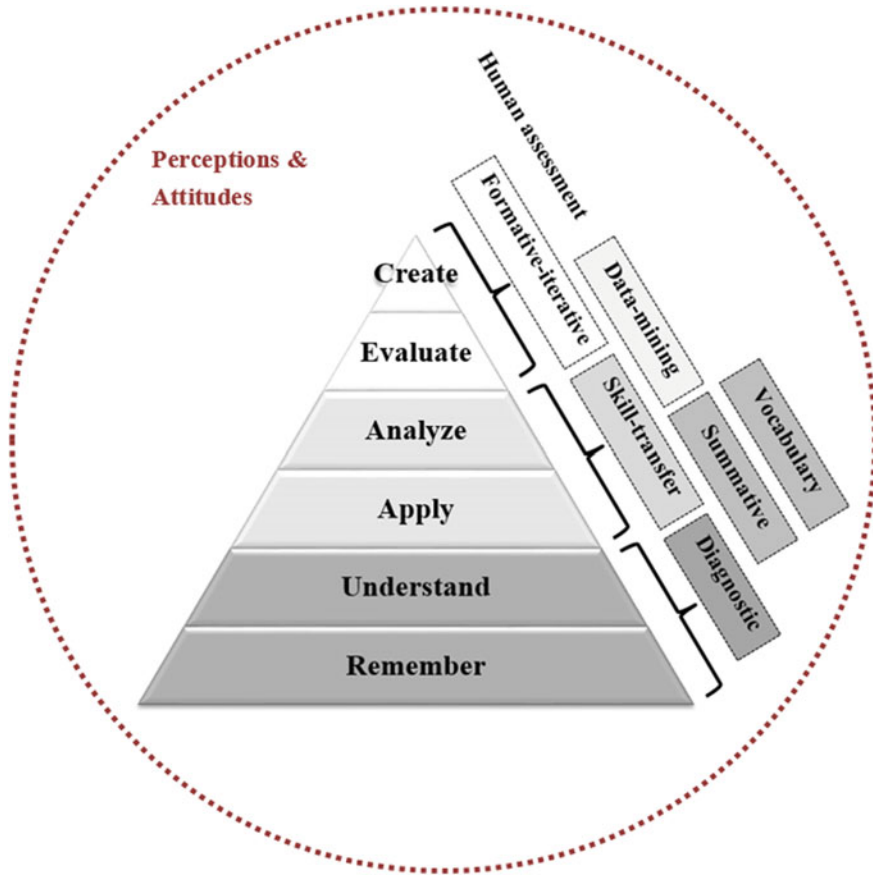 Perceptions &
Attitudes
Human assessment
Formative-iterative
Data-mining
Skill-transfer
Summative
Vocabulary
Diagnostic
Create
Evaluate
Analyze
Apply
Understand
Remember